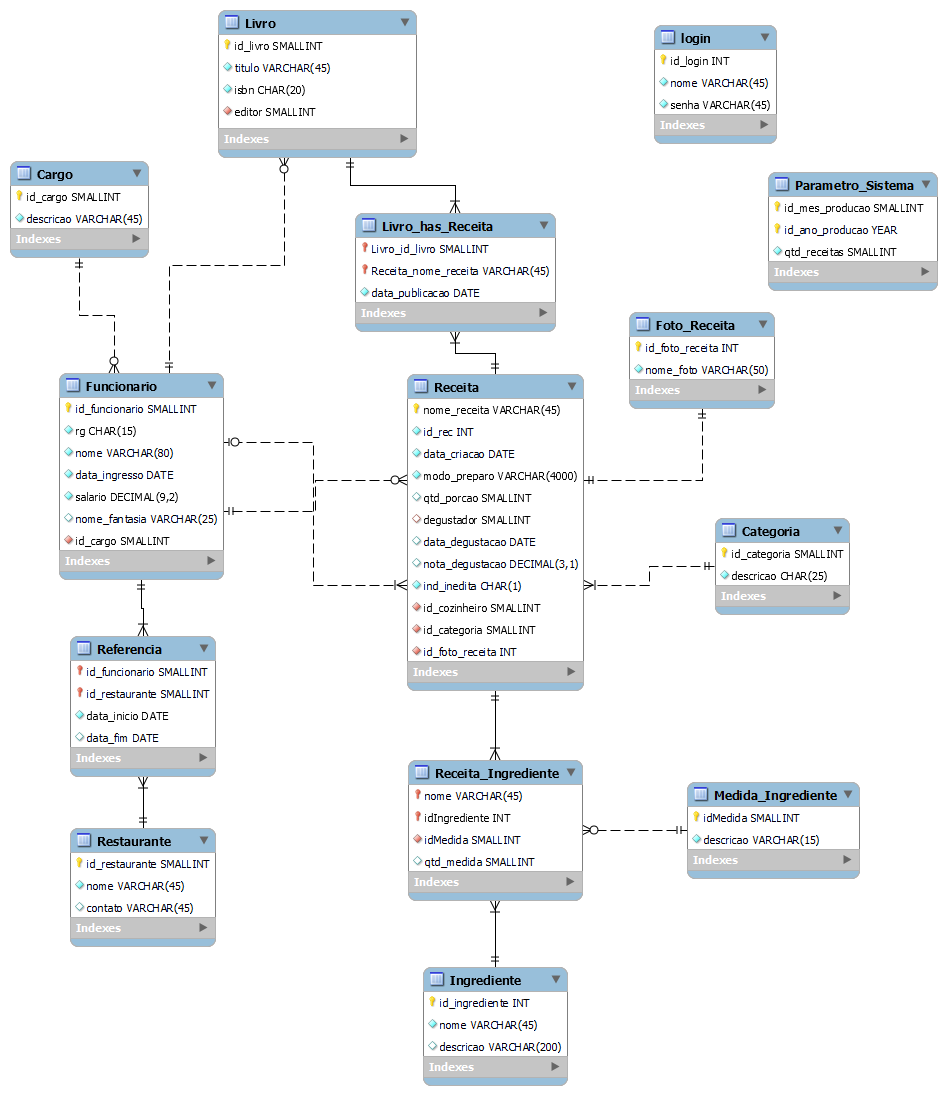 Livro
id_livro SMALLINT
titulo VARCHAR(45)
isbn CHAR(20)
editor SMALLINT
Indexes
login
id_login INT
nome VARCHAR(45)
senha VARCHAR(45)
Indexes
Cargo
id_cargo SMALLINT
descricao VARCHAR(45)
Indexes
Parametro_Sistema
id_mes_producao SMALLINT
id_ano_producao YEAR
qtd_receitas SMALLINT
Indexes
Livro_has_Receita
Livro_id_livro SMALLINT
Receita_nome_receita VARCHAR(45)
data_publicacao DATE
Indexes
Foto_Receita
id_foto_receita INT
nome_foto VARCHAR(50)
Indexes
Funcionario
id_funcionario SMALLINT
rg CHAR(15)
nome VARCHAR(80)
data_ingresso DATE
salario DECIMAL(9,2)
nome_fantasia VARCHAR(25)
id_cargo SMALLINT
Indexes
Receita
nome_receita VARCHAR(45)
id_rec INT
data_criacao DATE
modo_preparo VARCHAR(4000)
qtd_porcao SMALLINT
degustador SMALLINT
data_degustacao DATE
nota_degustacao DECIMAL(3,1)
ind_inedita CHAR(1)
id_cozinheiro SMALLINT
id_categoria SMALLINT
id_foto_receita INT
Indexes
Categoria
id_categoria SMALLINT
descricao CHAR(25)
Indexes
Referencia
id_funcionario SMALLINT
id_restaurante SMALLINT
data_inicio DATE
data_fim DATE
Indexes
Receita_Ingrediente
nome VARCHAR(45)
idIngrediente INT
idMedida SMALLINT
qtd_medida SMALLINT
Indexes
Medida_Ingrediente
idMedida SMALLINT
descricao VARCHAR(15)
Indexes
Restaurante
id_restaurante SMALLINT
nome VARCHAR(45)
contato VARCHAR(45)
Indexes
Ingrediente
id_ingrediente INT
nome VARCHAR(45)
descricao VARCHAR(200)
Indexes